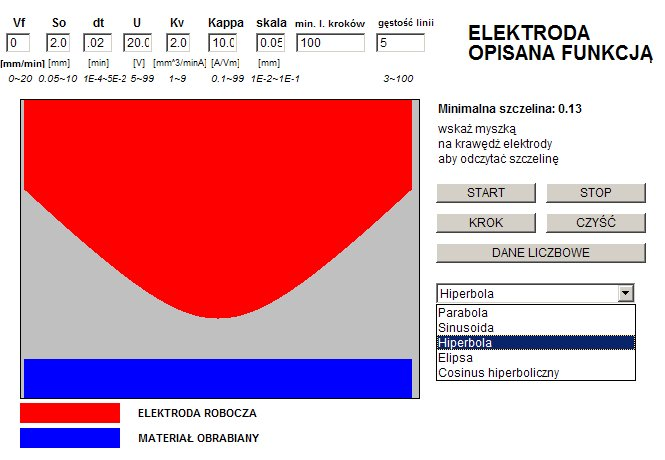 Vf So dt U Kv Kappa skala min. l. kroków gęstość linii
0 2.0 .02 20.0 2.0 10.0 0.05 100 5
[mm/min] [mm] [min] [V] [mm^3/minA] [A/Vm] [mm]
0~20 0.05~10 1E-4~5E-2 5~99 1~9 0.1~99 1E-2~1E-1 3~100
ELEKTRODA
OPISANA FUNKCJĄ
Minimalna szczelina: 0.13
wskaż myszką
na krawędź elektrody
aby odczytać szczelinę
START STOP
KROK CZYŚĆ
DANE LICZBOWE
Hiperbola
Parabola
Sinusoida
Hiperbola
Elipsa
Cosinus hiperboliczny
ELEKTRODA ROBOCZA
MATERIAŁ OBRABIANY